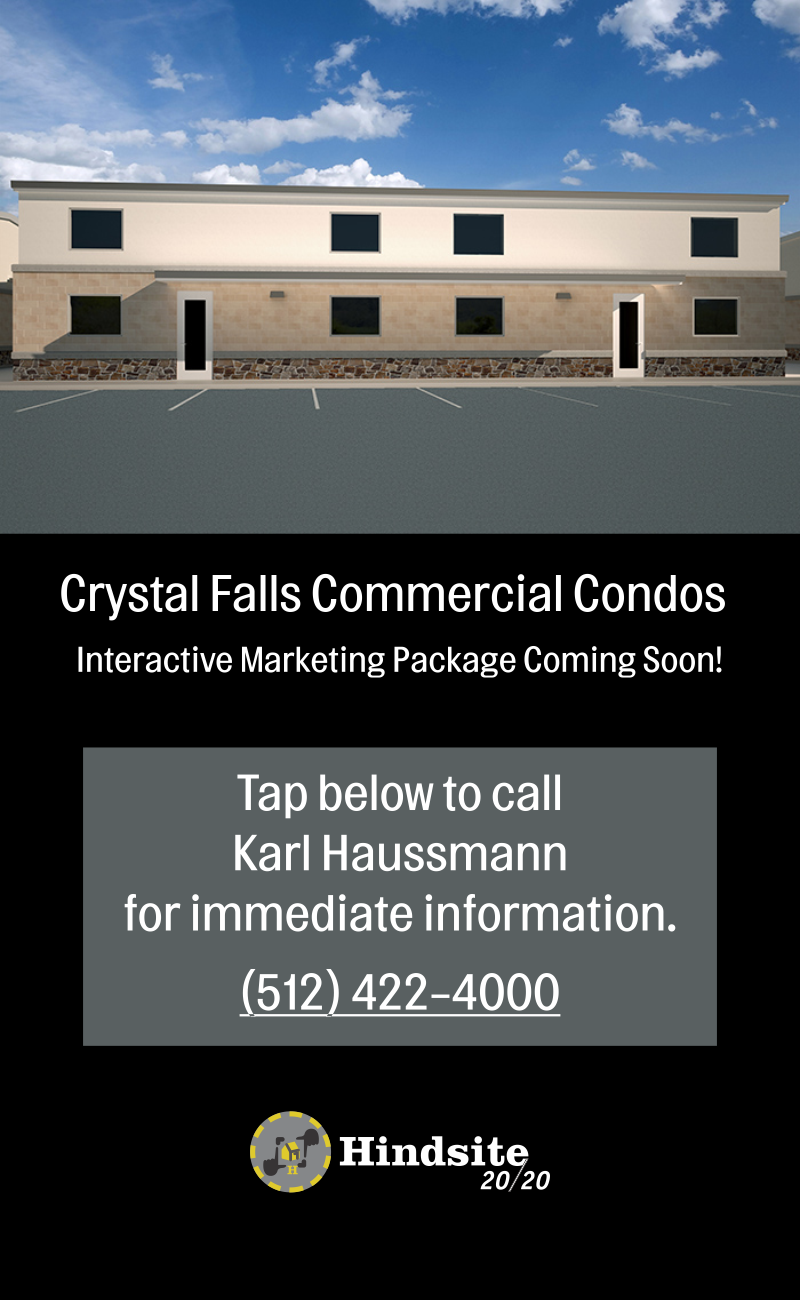 Crystal Falls Commercial Condos
Interactive Marketing Package Coming Soon!
Tap below to call
Karl Haussmann
for immediate information.
(512) 422-4000
H
Hindsite
20/20